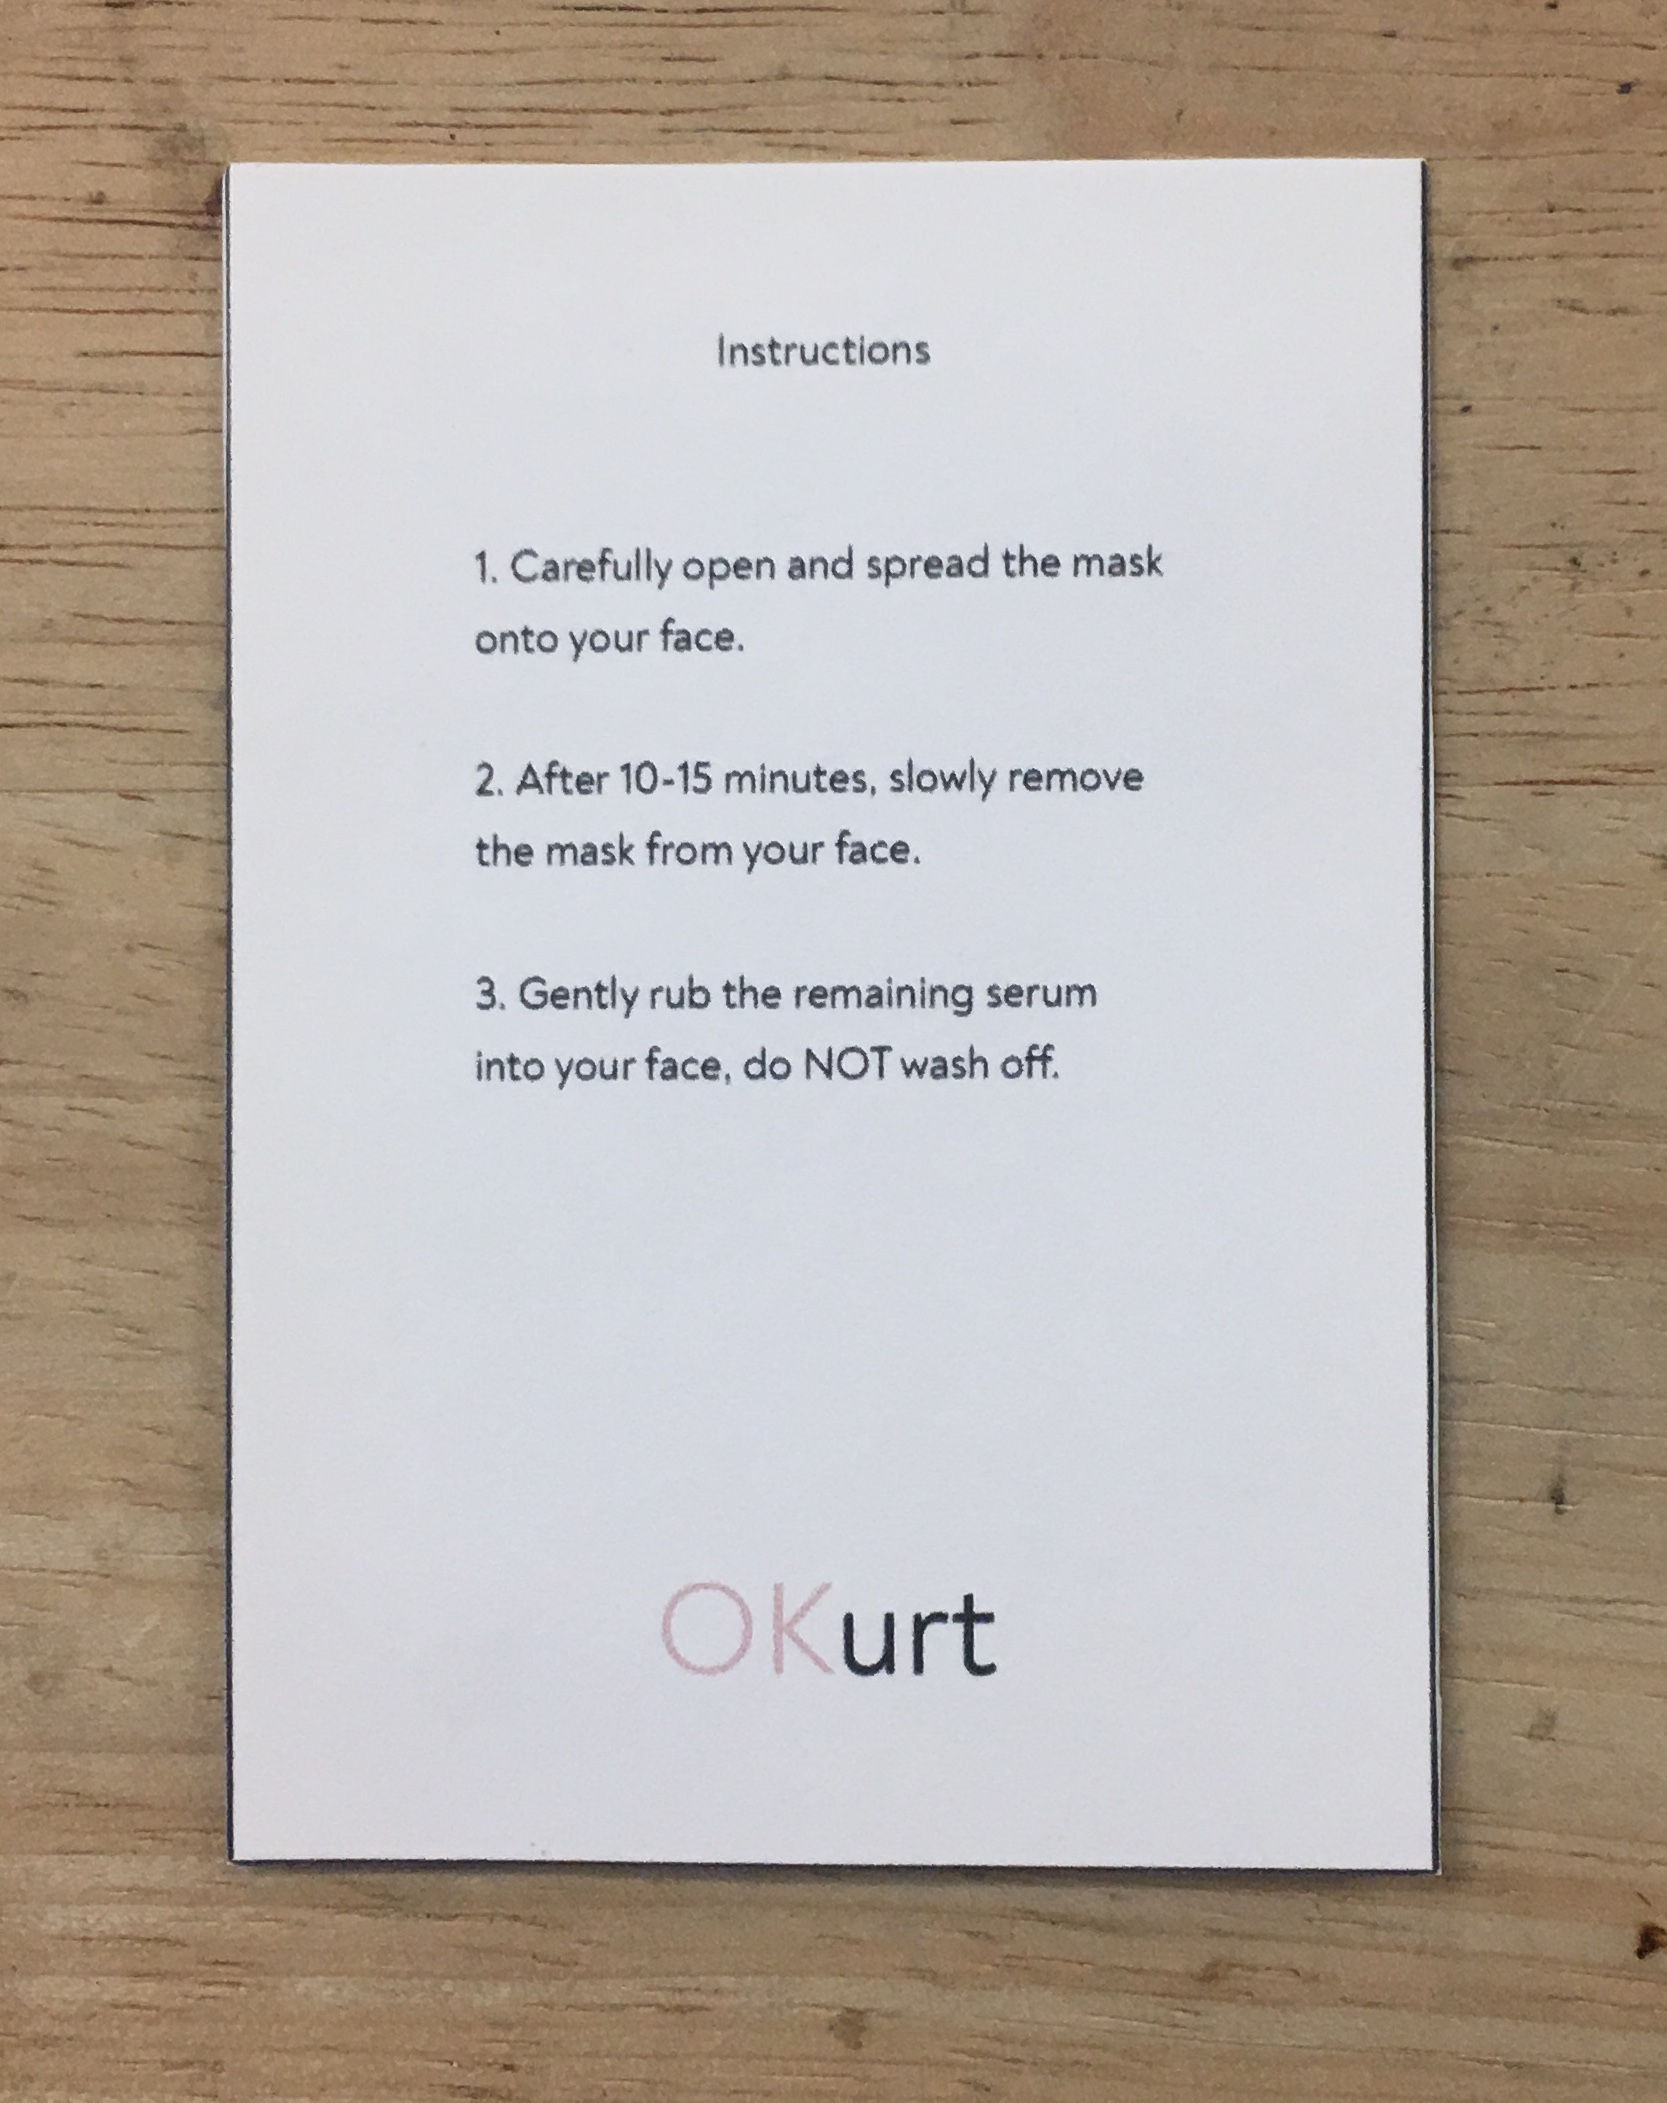 Instructions
1. Carefully open and spread the mask
onto your face.
2. After 10-15 minutes, slowly remove
the mask from your face.
3. Gently rub the remaining serum
into your face, do NOT wash off.
OKurt